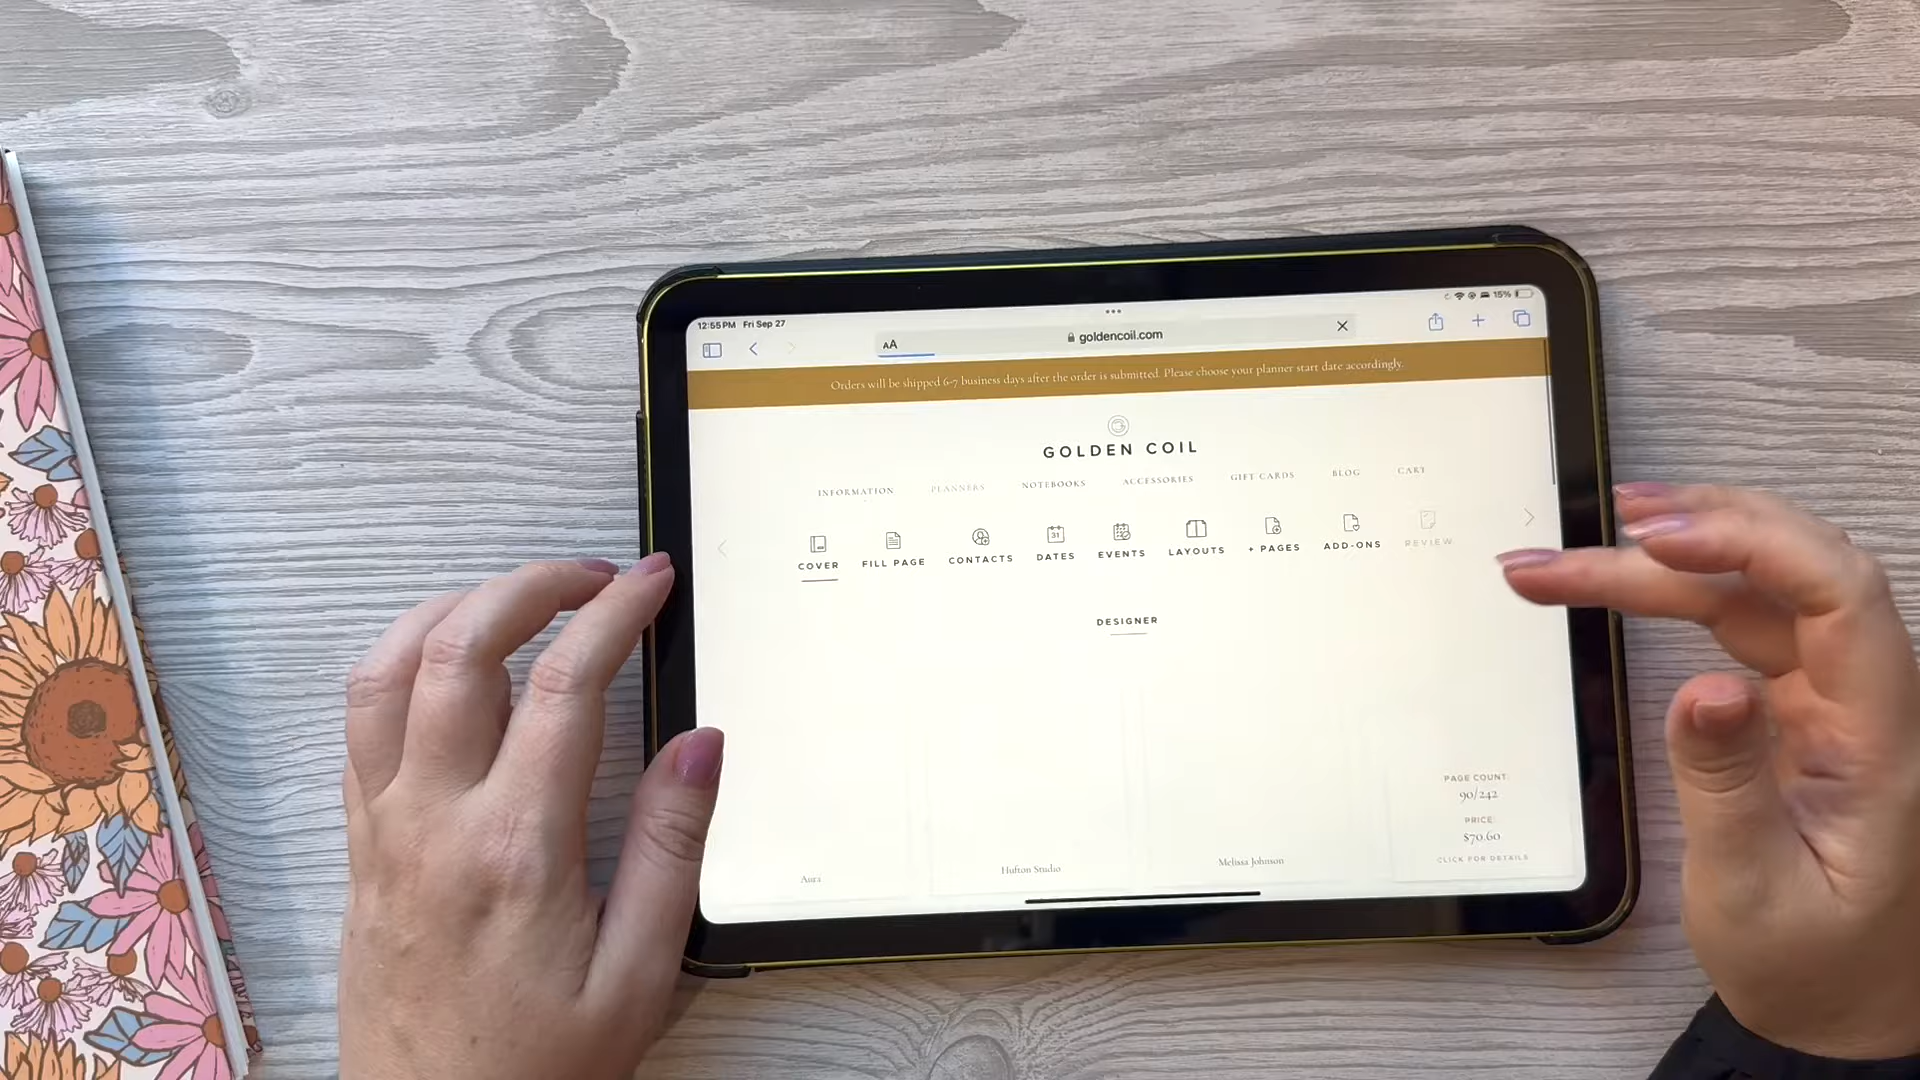 12:55 PM Fri Sep 27
15%
AA
goldencoil.com
Orders will be shipped 6-7 business days after the order is submitted. Please choose your planner start date accordingly.
GOLDEN COIL
INFORMATION PLANNERS NOTEBOOKS ACCESSORIES GIFT CARDS BLOG CART
COVER FILL PAGE CONTACTS DATES EVENTS LAYOUTS + PAGES ADD-ONS REVIEW
31
DESIGNER
PAGE COUNT:
90/242
PRICE:
$70.60
CLICK FOR DETAILS
Aura Hufton Studio Melissa Johnson